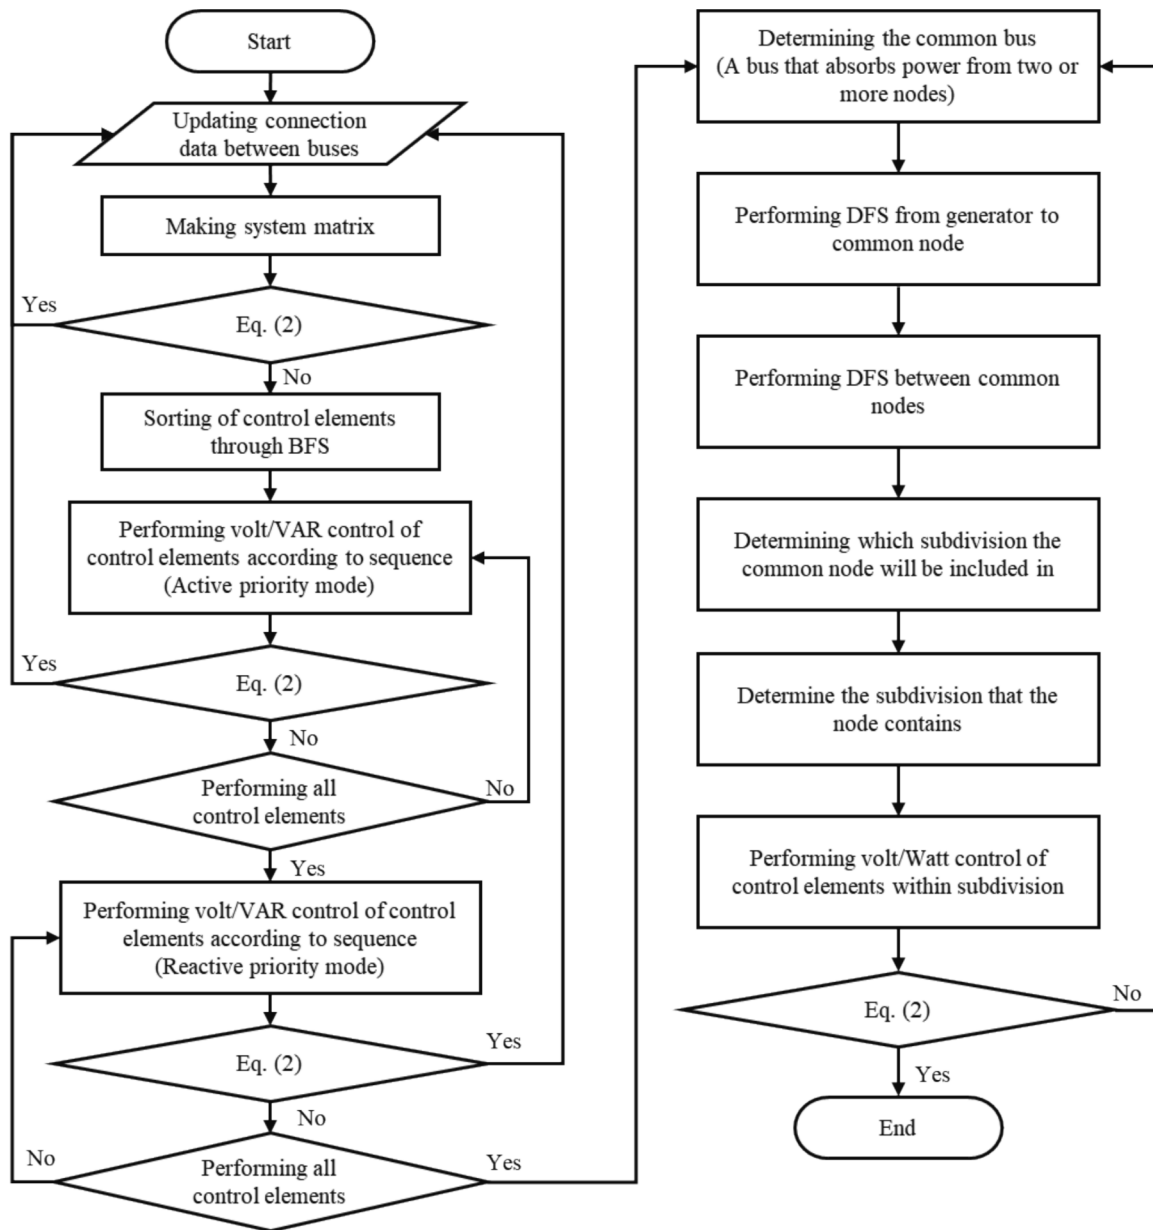 Start
Updating connection
data between buses
Making system matrix
Yes
Eq. (2)
No
Sorting of control elements
through BFS
Performing volt/VAR control of
control elements according to sequence
(Active priority mode)
Yes
Eq. (2)
No
Performing all
control elements
No
Yes
Performing volt/VAR control of control
elements according to sequence
(Reactive priority mode)
Eq. (2)
Yes
No
No
Performing all
control elements
Yes
Determining the common bus
(A bus that absorbs power from two or
more nodes)
Performing DFS from generator to
common node
Performing DFS between common
nodes
Determining which subdivision the
common node will be included in
Determine the subdivision that the
node contains
Performing volt/Watt control of
control elements within subdivision
Eq. (2)
No
Yes
End